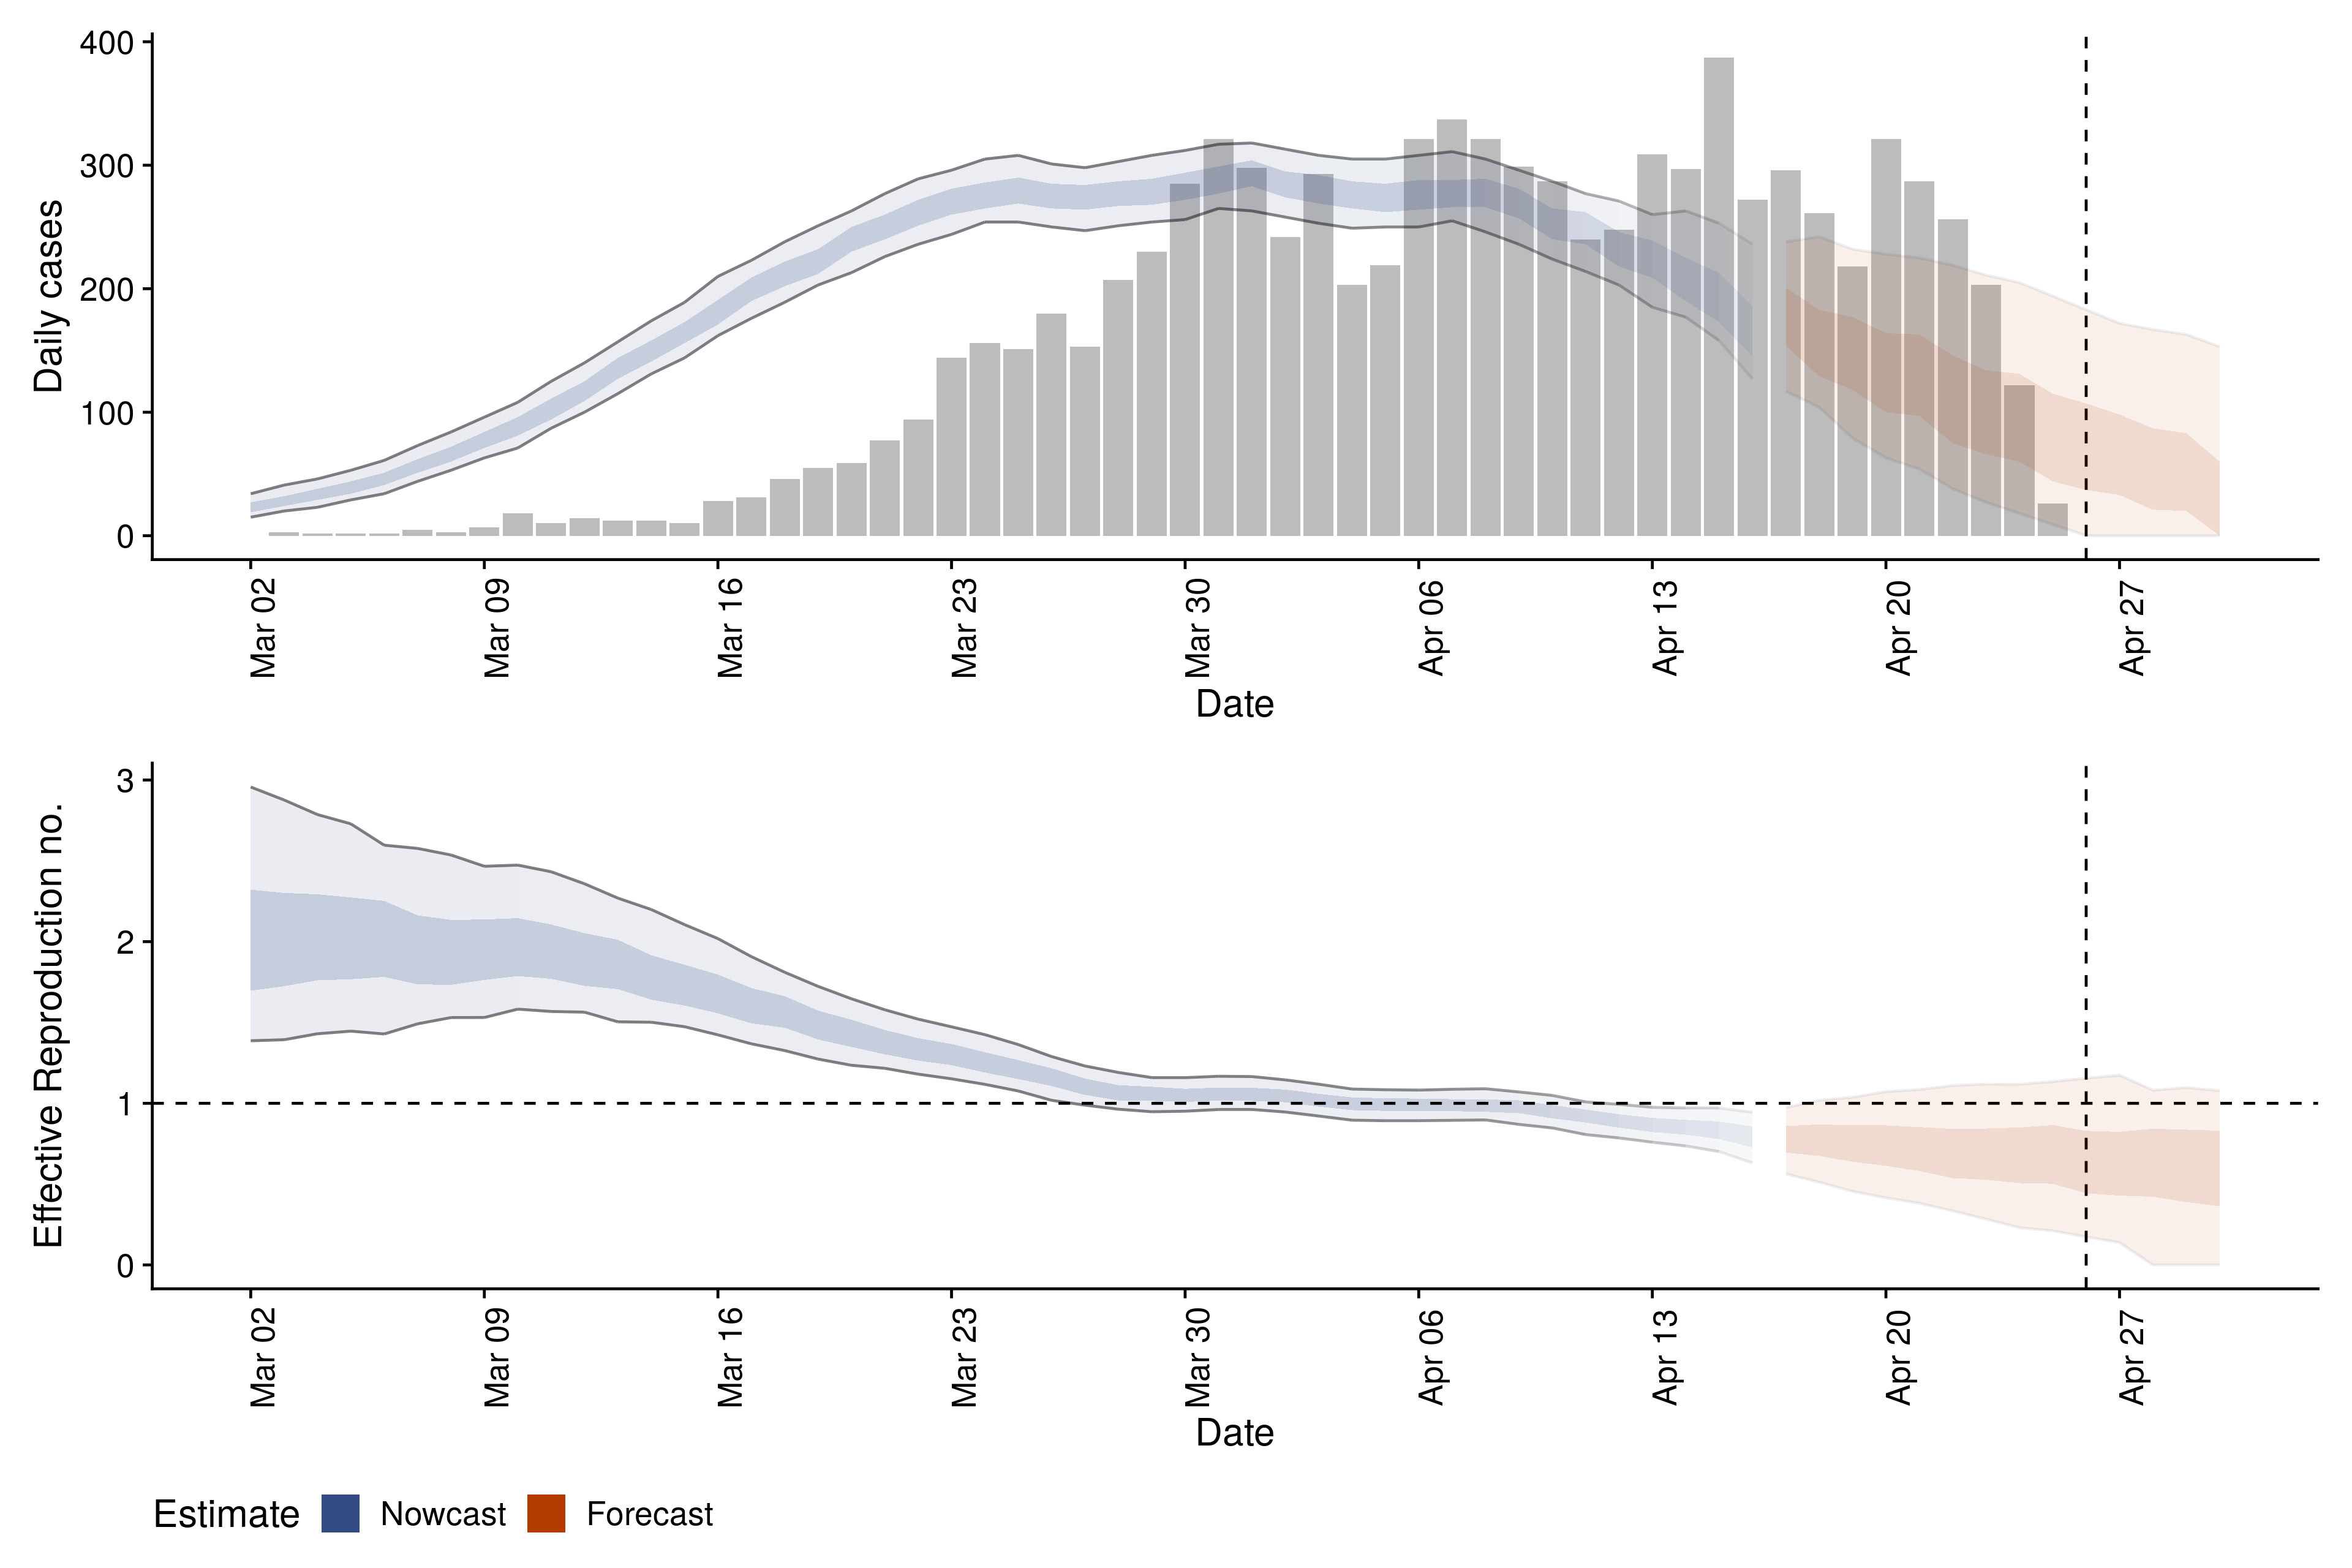 Daily cases
400
300
200
100
0
Mar 02
Mar 09
Mar 16
Mar 23
Mar 30
Apr 06
Apr 13
Apr 20
Apr 27
Date
Effective Reproduction no.
3
2
1
0
Mar 02
Mar 09
Mar 16
Mar 23
Mar 30
Apr 06
Apr 13
Apr 20
Apr 27
Date
Estimate Nowcast Forecast